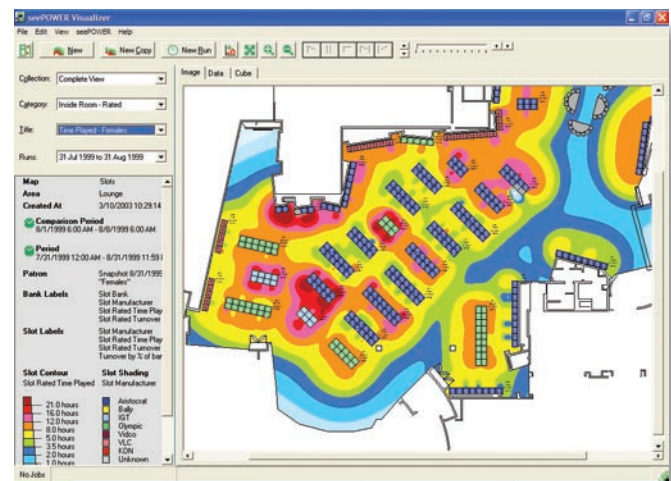 seePOWER Visualizer
File Edit View seePOWER Help
New New Copy New Run
Collection: Complete View
Category: Inside Room - Rated
Title: Time Played - Females
Runs: 31 Jul 1999 to 31 Aug 1999
Image Data Cube
Map Slots
Area Lounge
Created At 3/10/2003 10:29:14
Comparison Period
8/1/1999 6:00 AM - 8/8/1999 6:00 AM
Period
7/31/1999 12:00 AM - 8/31/1999 11:59
Patron Snapshot 8/31/1999
"Females"
Bank Labels Slot Bank
Slot Manufacturer
Slot Rated Time Play
Slot Rated Turnover
Slot Labels Slot Manufacturer
Slot Rated Time Play
Slot Rated Turnover
Turnover by % of bar
Slot Contour Slot Shading
Slot Rated Time Played Slot Manufacturer
21.0 hours Aristocrat
16.0 hours Bally
12.0 hours IGT
8.0 hours Olympic
5.0 hours Vidco
3.5 hours VLC
2.0 hours KDN
1.0 hours Unknown
No Jobs